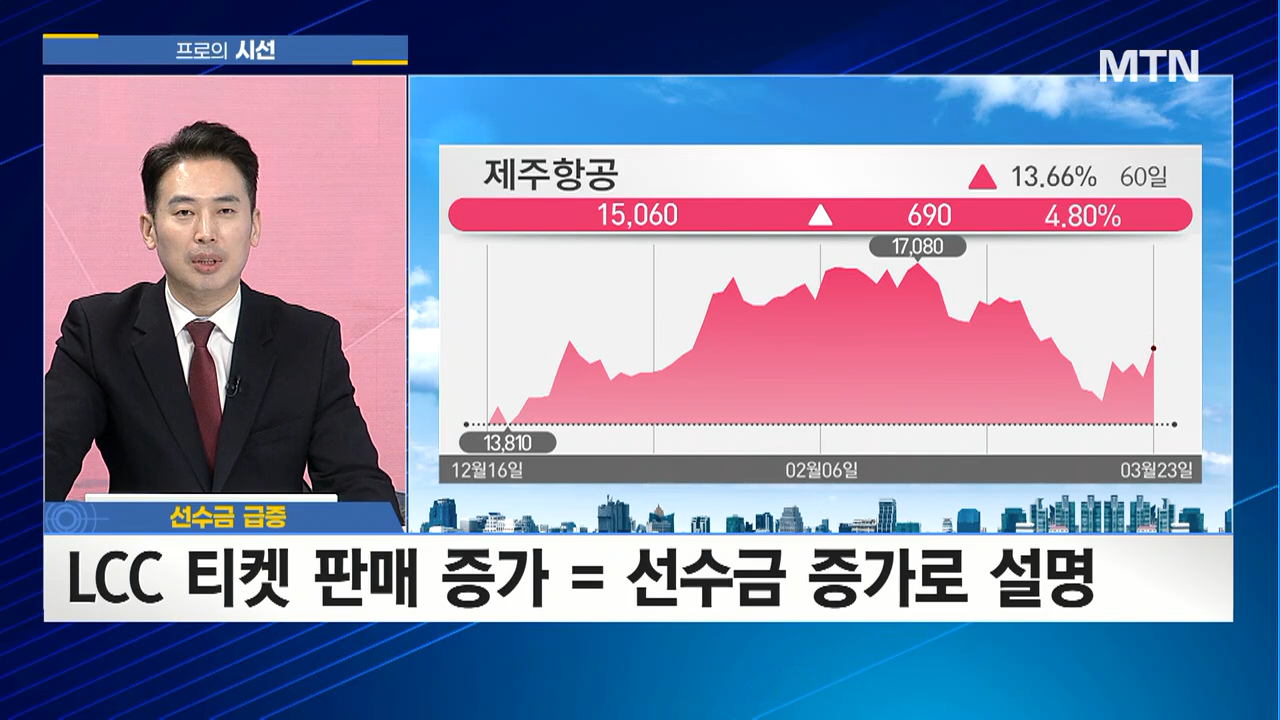 프로의 시선
MTN
제주항공 ▲ 13.66% 60일
15,060 △ 690 4.80%
17,080
13,810
12월16일 02월06일 03월23일
선수금 급증
LCC 티켓 판매 증가 = 선수금 증가로 설명